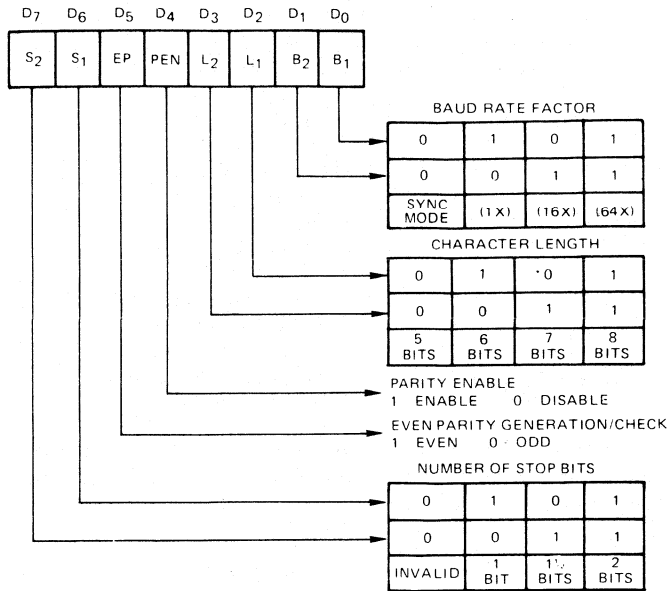 D7 D6 D5 D4 D3 D2 D1 D0
S2 S1 EP PEN L2 L1 B2 B1
BAUD RATE FACTOR
0 1 0 1
0 0 1 1
SYNC MODE (1X) (16X) (64X)
CHARACTER LENGTH
0 1 0 1
0 0 1 1
5 BITS 6 BITS 7 BITS 8 BITS
PARITY ENABLE
1 ENABLE 0 DISABLE
EVEN PARITY GENERATION/CHECK
1 EVEN 0 ODD
NUMBER OF STOP BITS
0 1 0 1
0 0 1 1
INVALID 1 BIT 1½ BITS 2 BITS